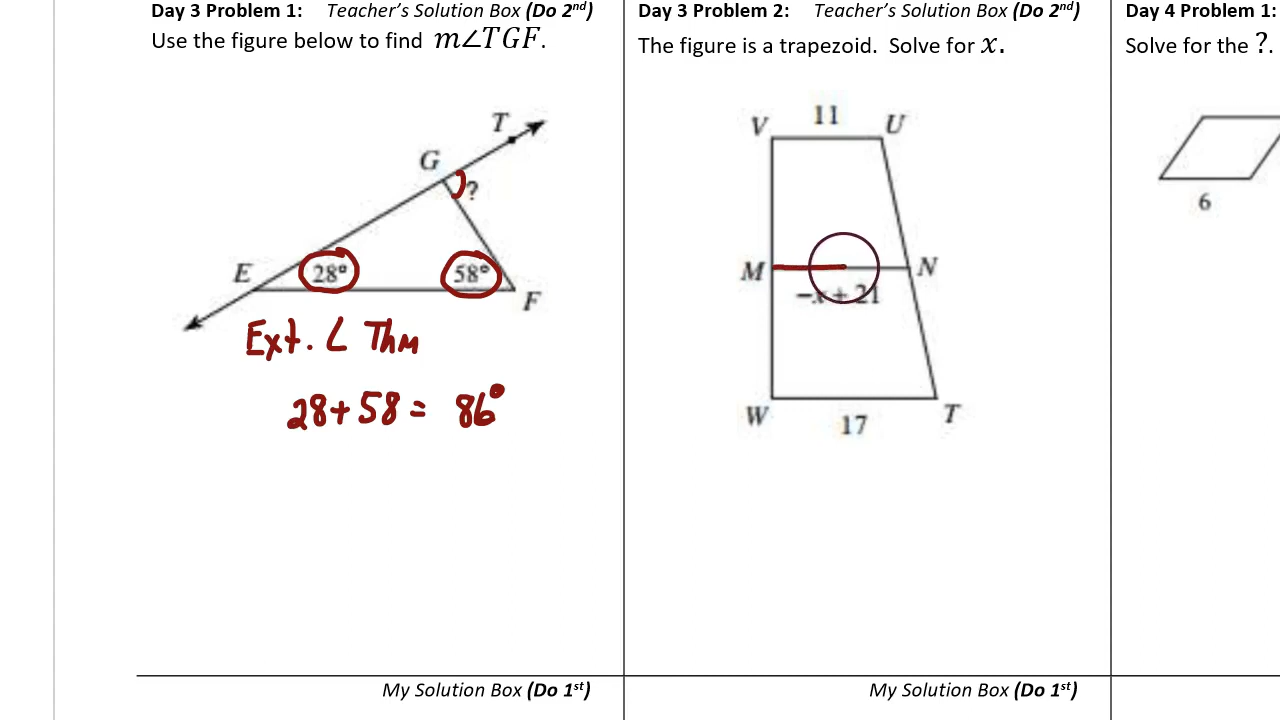 Day 3 Problem 1: Teacher's Solution Box (Do 2nd)
Use the figure below to find m∠TGF.
T
G
?
E
28°
58°
F
Ext. ∠ Thm
28+58 = 86°
My Solution Box (Do 1st)
Day 3 Problem 2: Teacher's Solution Box (Do 2nd)
The figure is a trapezoid. Solve for x.
V
11
U
M
N
−x + 21
W
17
T
My Solution Box (Do 1st)
Day 4 Problem 1:
Solve for the ?.
6